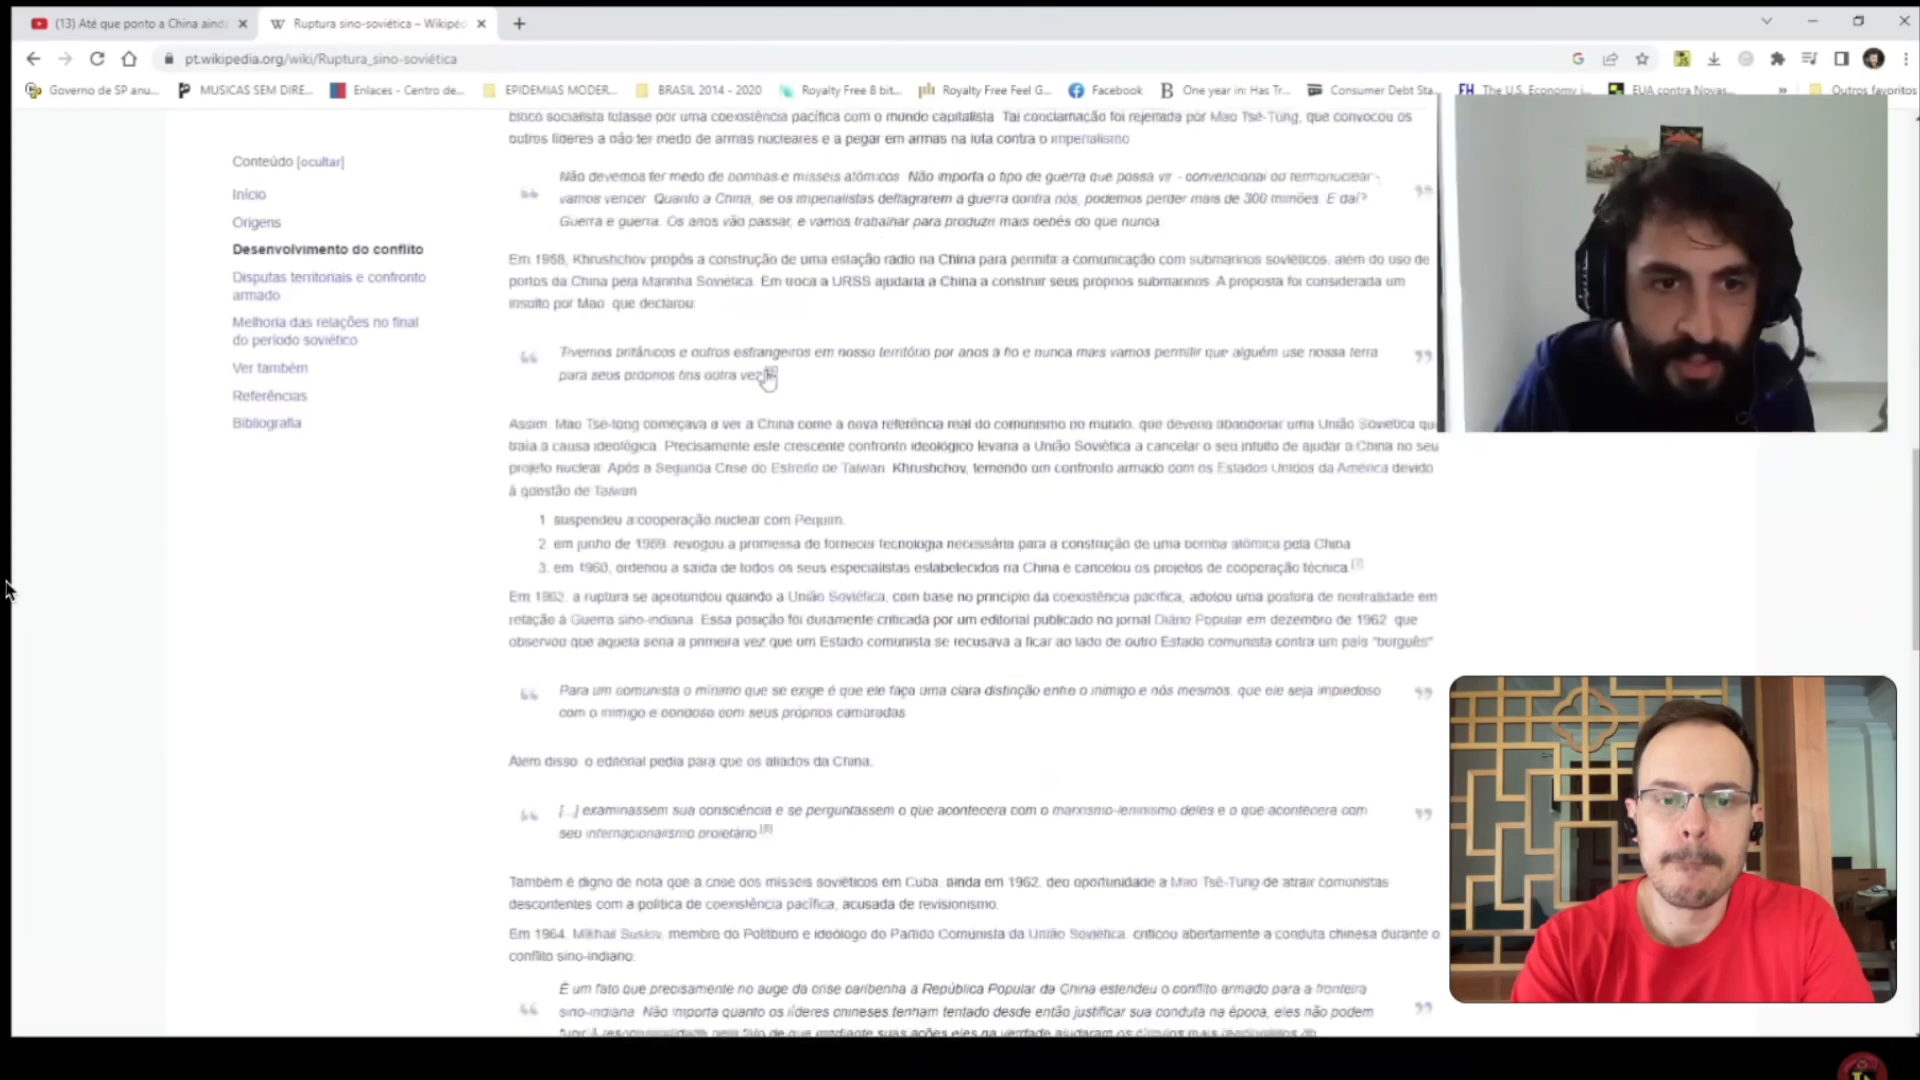 (13) Até que ponto a China ainda
Ruptura sino-soviética – Wikipéd
pt.wikipedia.org/wiki/Ruptura_sino-soviética
Governo de SP anu...
MUSICAS SEM DIRE...
Enlaces - Centro de...
EPIDEMIAS MODER...
BRASIL 2014 - 2020
Royalty Free 8 bit...
Royalty Free Feel G...
Facebook
One year in: Has Tr...
Consumer Debt Sta...
The U.S. Economy i...
EUA contra Novas...
»
Outros favoritos
Conteúdo [ocultar]
Início
Origens
Desenvolvimento do conflito
Disputas territoriais e confronto
armado
Melhoria das relações no final
do período soviético
Ver também
Referências
Bibliografia
bloco socialista lutasse por uma coexistência pacífica com o mundo capitalista. Tal conclamação foi rejeitada por Mao Tsé-Tung, que convocou os
outros líderes a não ter medo de armas nucleares e a pegar em armas na luta contra o imperialismo
Não devemos ter medo de bombas e mísseis atômicos. Não importa o tipo de guerra que possa vir - convencional ou termonuclear -
vamos vencer. Quanto a China, se os imperialistas deflagrarem a guerra contra nós, podemos perder mais de 300 milhões. E daí?
Guerra é guerra. Os anos vão passar, e vamos trabalhar para produzir mais bebês do que nunca
Em 1958, Khrushchov propôs a construção de uma estação rádio na China para permitir a comunicação com submarinos soviéticos, além do uso de
portos da China pela Marinha Soviética. Em troca a URSS ajudaria a China a construir seus próprios submarinos. A proposta foi considerada um
insulto por Mao, que declarou:
Tivemos britânicos e outros estrangeiros em nosso território por anos a fio e nunca mais vamos permitir que alguém use nossa terra
para seus próprios fins outra vez
Assim, Mao Tsé-tung começava a ver a China como a nova referência real do comunismo no mundo, que deveria abandonar uma União Soviética qu
traía a causa ideológica. Precisamente este crescente confronto ideológico levaria a União Soviética a cancelar o seu intuito de ajudar a China no seu
projeto nuclear. Após a Segunda Crise do Estreito de Taiwan, Khrushchov, temendo um confronto armado com os Estados Unidos da América devido
à questão de Taiwan
1. suspendeu a cooperação nuclear com Pequim.
2. em junho de 1959, revogou a promessa de fornecer tecnologia necessária para a construção de uma bomba atômica pela China
3. em 1960, ordenou a saída de todos os seus especialistas estabelecidos na China e cancelou os projetos de cooperação técnica.[7]
Em 1962, a ruptura se aprofundou quando a União Soviética, com base no princípio da coexistência pacífica, adotou uma postura de neutralidade em
relação à Guerra sino-indiana. Essa posição foi duramente criticada por um editorial publicado no jornal Diário Popular em dezembro de 1962, que
observou que aquela seria a primeira vez que um Estado comunista se recusava a ficar ao lado de outro Estado comunista contra um país "burguês"
Para um comunista o mínimo que se exige é que ele faça uma clara distinção entre o inimigo e nós mesmos, que ele seja impiedoso
com o inimigo e bondoso com seus próprios camaradas
Além disso, o editorial pedia para que os aliados da China.
[...] examinassem sua consciência e se perguntassem o que acontecera com o marxismo-leninismo deles e o que acontecera com
seu internacionalismo proletário.[8]
Também é digno de nota que a crise dos mísseis soviéticos em Cuba, ainda em 1962, deu oportunidade a Mao Tsé-Tung de atrair comunistas
descontentes com a política de coexistência pacífica, acusada de revisionismo.
Em 1964, Mikhail Suslov, membro do Politburo e ideólogo do Partido Comunista da União Soviética, criticou abertamente a conduta chinesa durante o
conflito sino-indiano:
É um fato que precisamente no auge da crise caribenha a República Popular da China estendeu o conflito armado para a fronteira
sino-indiana. Não importa quanto os líderes chineses tenham tentado desde então justificar sua conduta na época, eles não podem